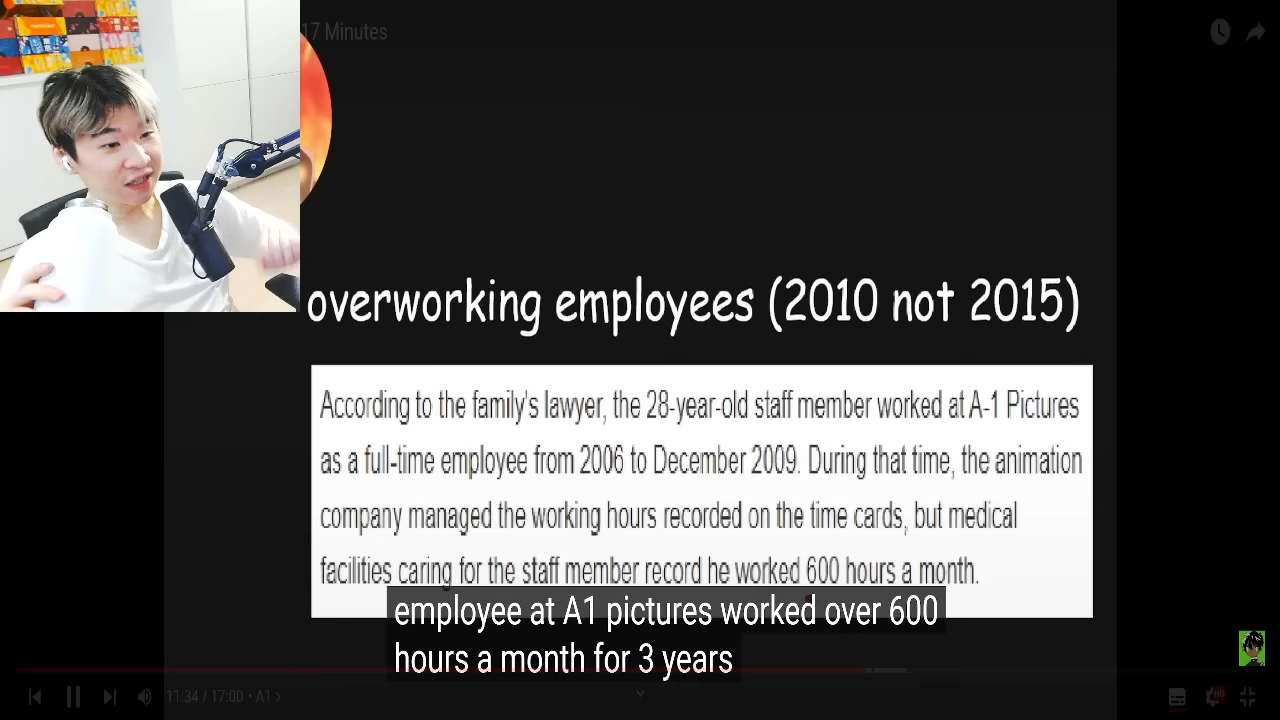 17 Minutes
overworking employees (2010 not 2015)
According to the family's lawyer, the 28-year-old staff member worked at A-1 Pictures
as a full-time employee from 2006 to December 2009. During that time, the animation
company managed the working hours recorded on the time cards, but medical
facilities caring for the staff member record he worked 600 hours a month.
employee at A1 pictures worked over 600
hours a month for 3 years
11:34 / 17:00 • A1 ›
HD